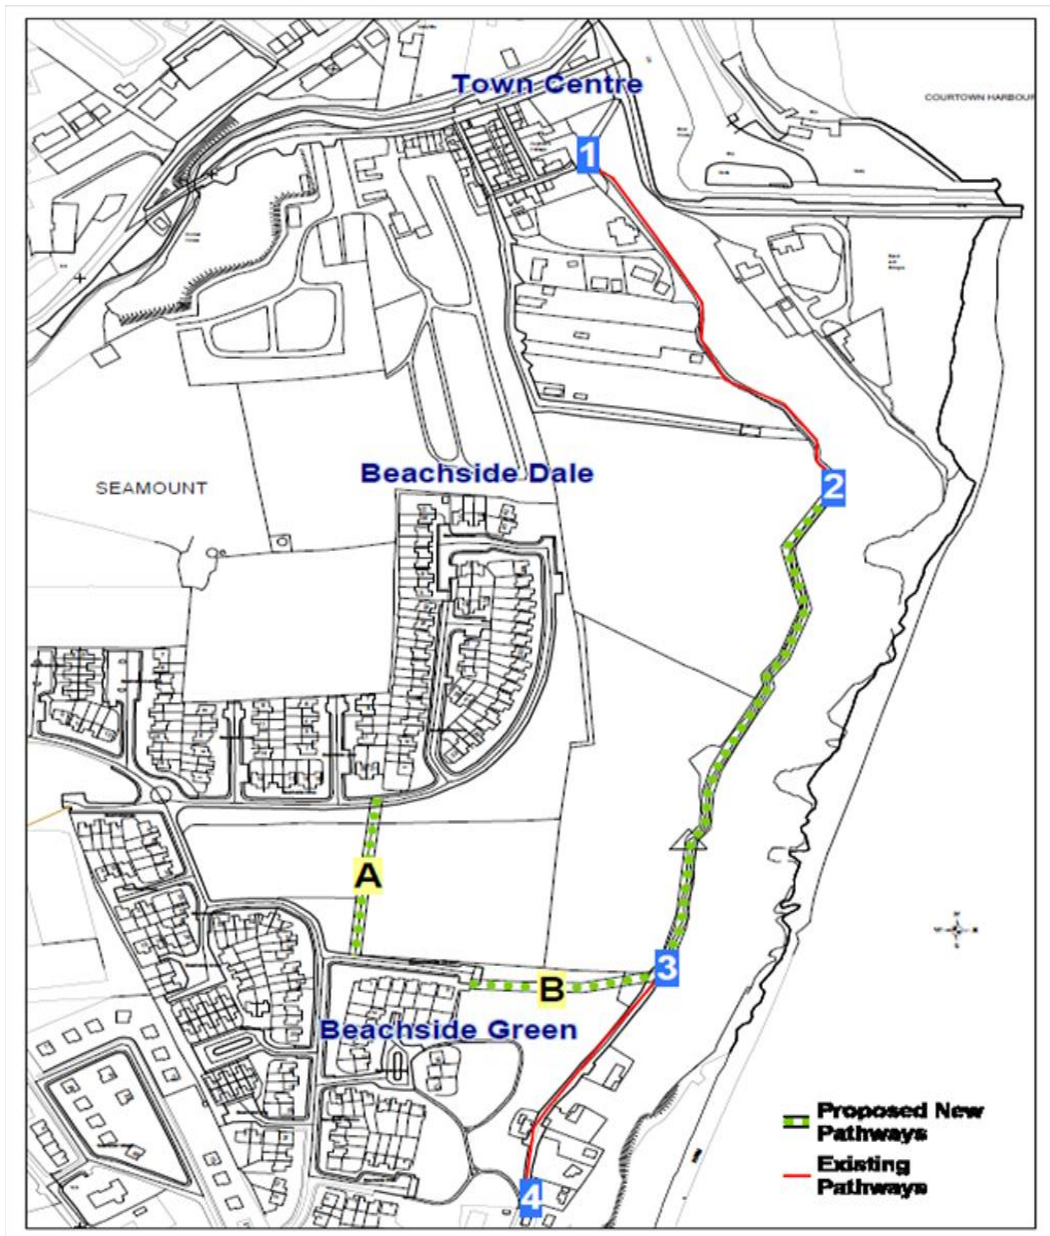 Town Centre
COURTOWN HARBOUR
1
2
Beachside Dale
SEAMOUNT
A
3
B
Beachside Green
Proposed New
Pathways
Existing
Pathways
4